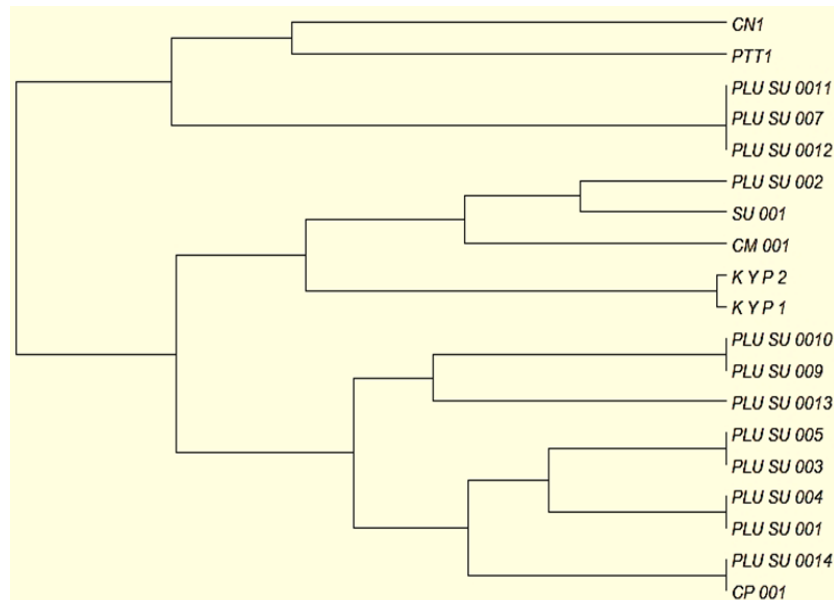 CN1
PTT1
PLU SU 0011
PLU SU 007
PLU SU 0012
PLU SU 002
SU 001
CM 001
K Y P 2
K Y P 1
PLU SU 0010
PLU SU 009
PLU SU 0013
PLU SU 005
PLU SU 003
PLU SU 004
PLU SU 001
PLU SU 0014
CP 001